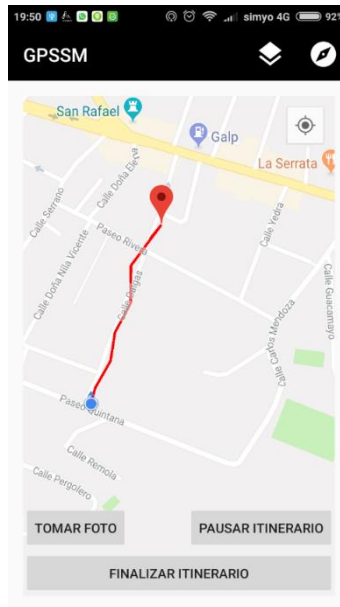 19:50 simyo 4G 92%
GPSSM
San Rafael
Galp
La Serrata
Calle Doña Elena
Calle Serrano
Calle Yedra
Paseo Rivero
Calle Doña Nila Vicente
Calle Dalgas
Calle Guacamayo
Calle Carlos Mendoza
Paseo Quintana
Calle Remola
Calle Pergolero
TOMAR FOTO
PAUSAR ITINERARIO
FINALIZAR ITINERARIO